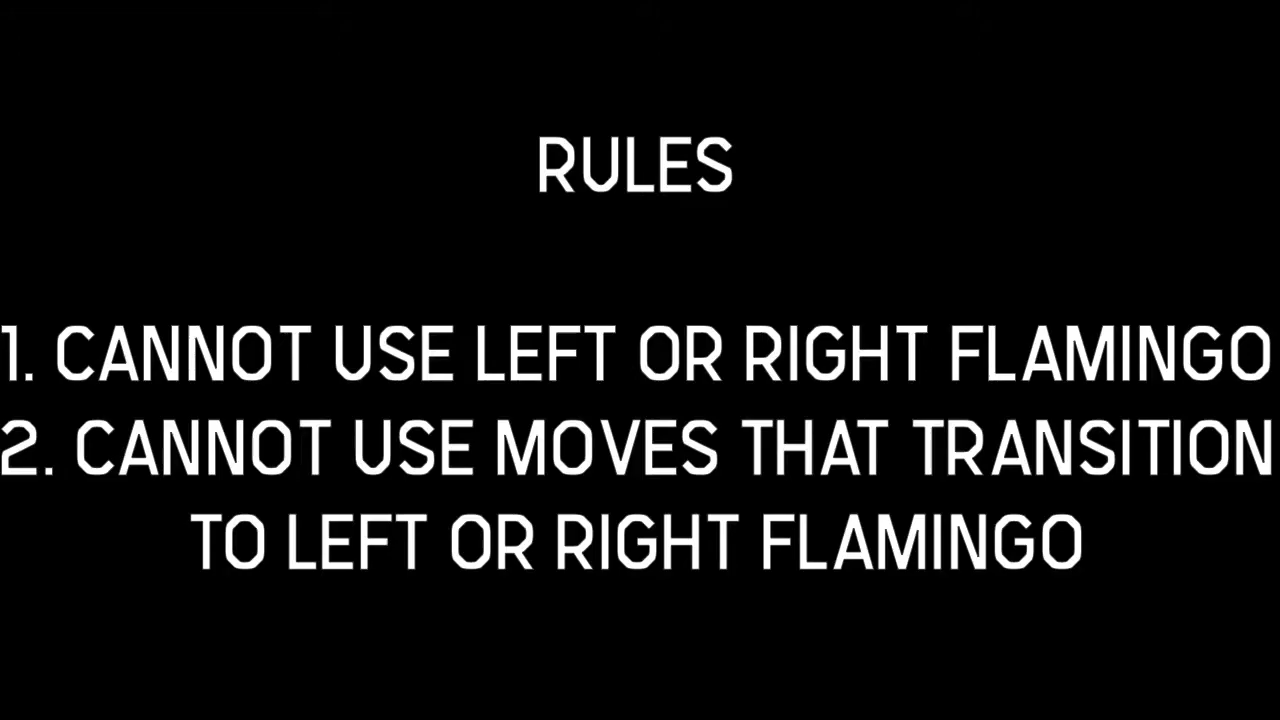 RULES
1. CANNOT USE LEFT OR RIGHT FLAMINGO
2. CANNOT USE MOVES THAT TRANSITION
TO LEFT OR RIGHT FLAMINGO